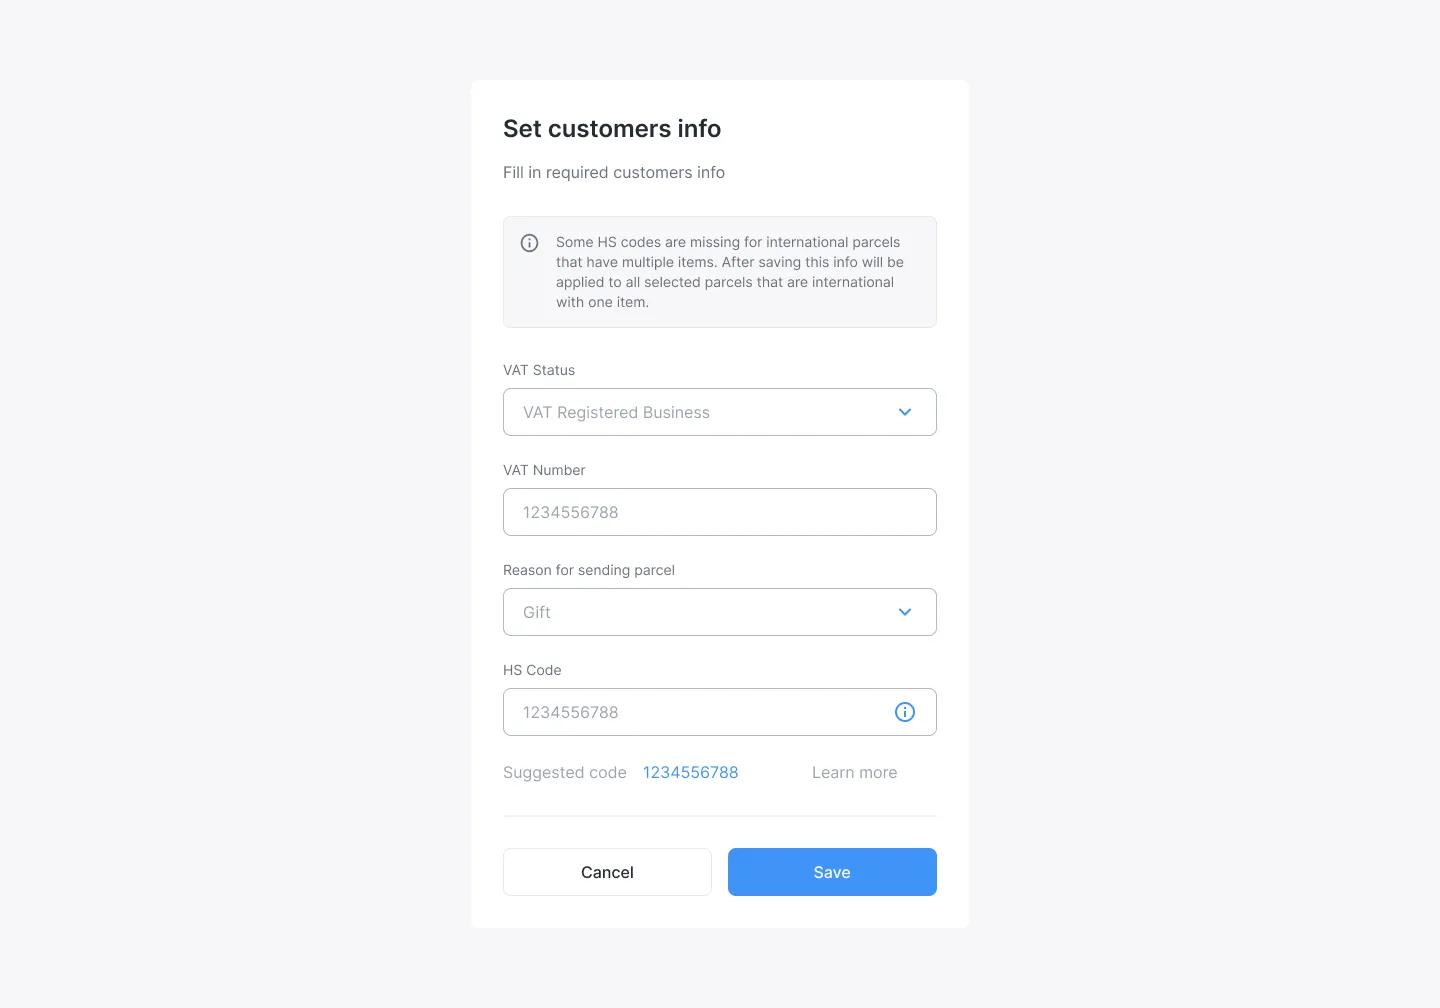 Set customers info
Fill in required customers info
Some HS codes are missing for international parcels
that have multiple items. After saving this info will be
applied to all selected parcels that are international
with one item.
VAT Status
VAT Registered Business
VAT Number
1234556788
Reason for sending parcel
Gift
HS Code
1234556788
Suggested code 1234556788 Learn more
Cancel Save